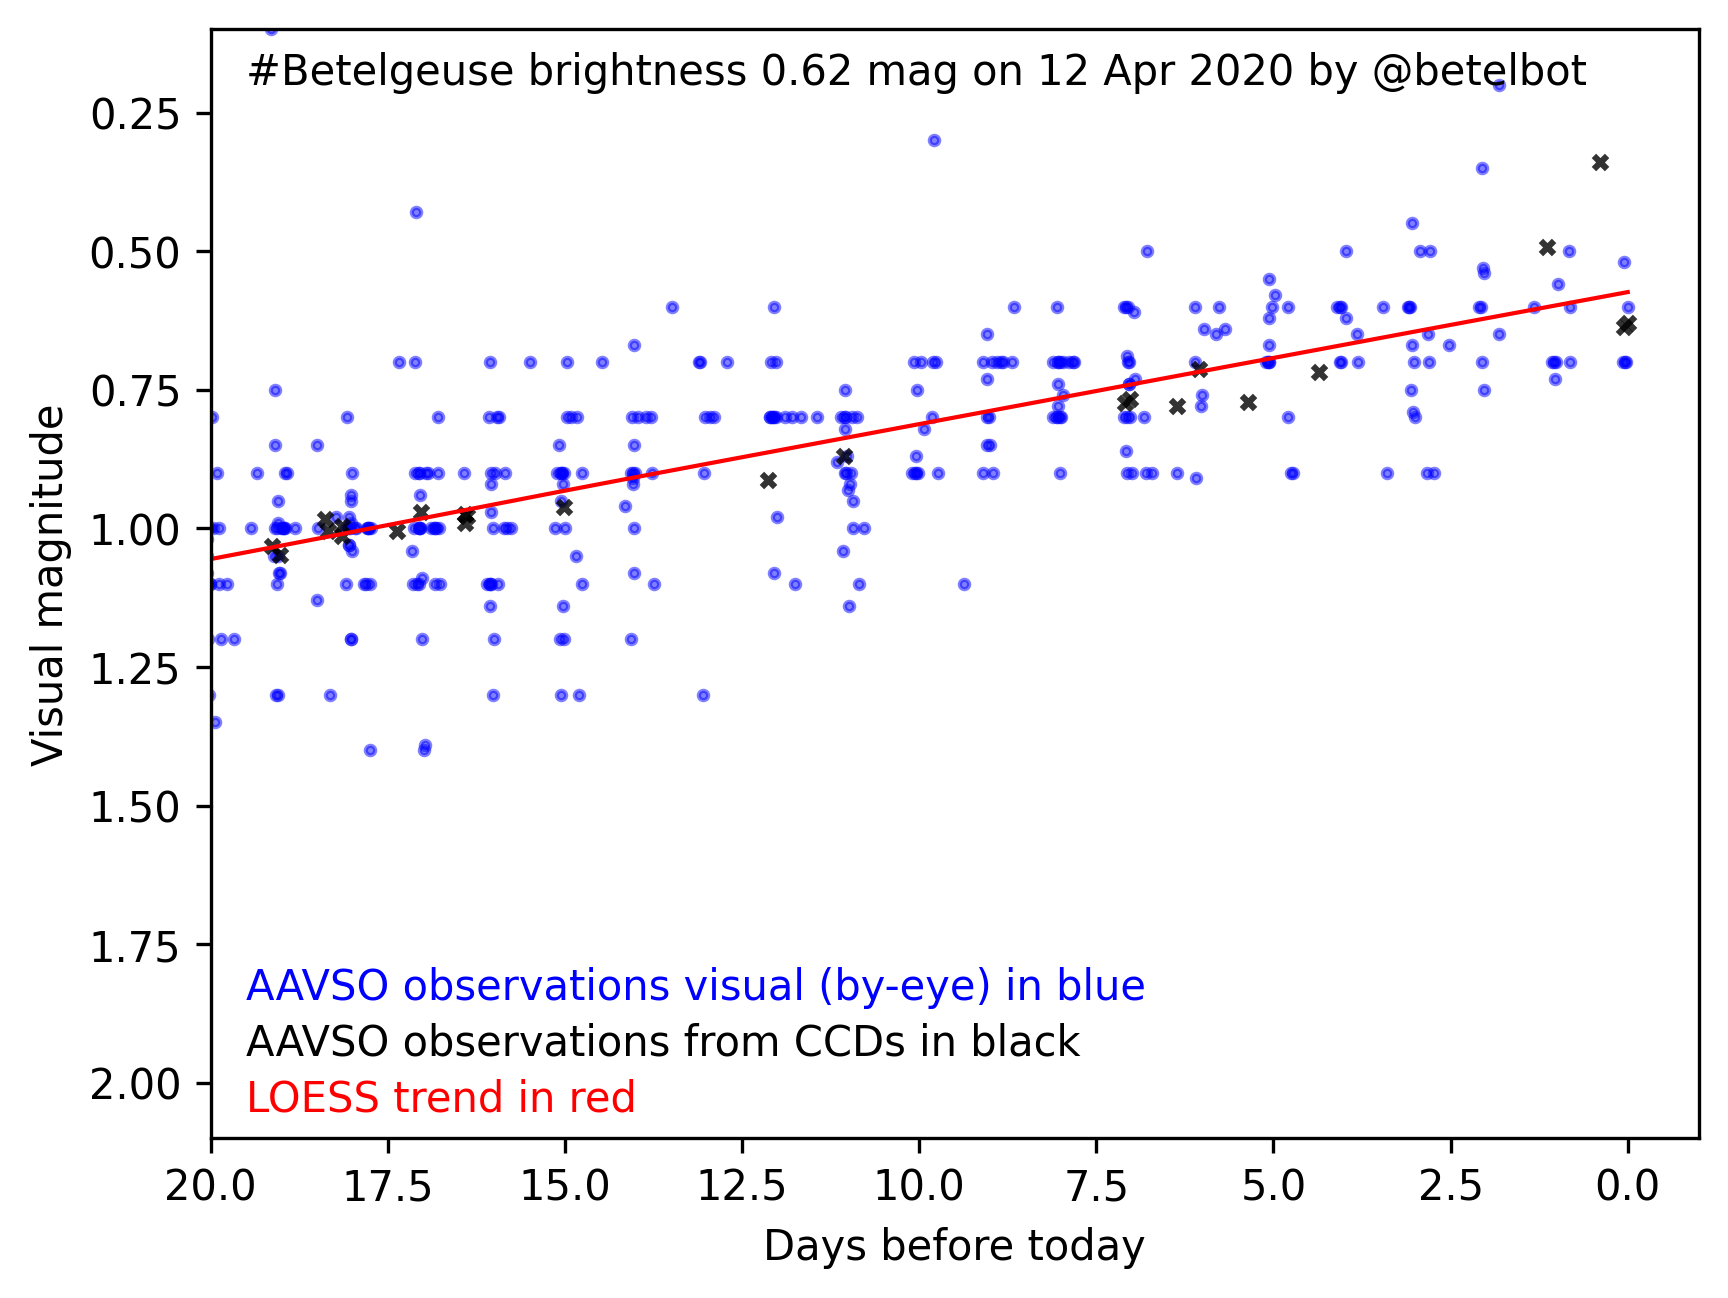 #Betelgeuse brightness 0.62 mag on 12 Apr 2020 by @betelbot
0.25
0.50
0.75
1.00
1.25
1.50
1.75
2.00
Visual magnitude
AAVSO observations visual (by-eye) in blue
AAVSO observations from CCDs in black
LOESS trend in red
20.0 17.5 15.0 12.5 10.0 7.5 5.0 2.5 0.0
Days before today